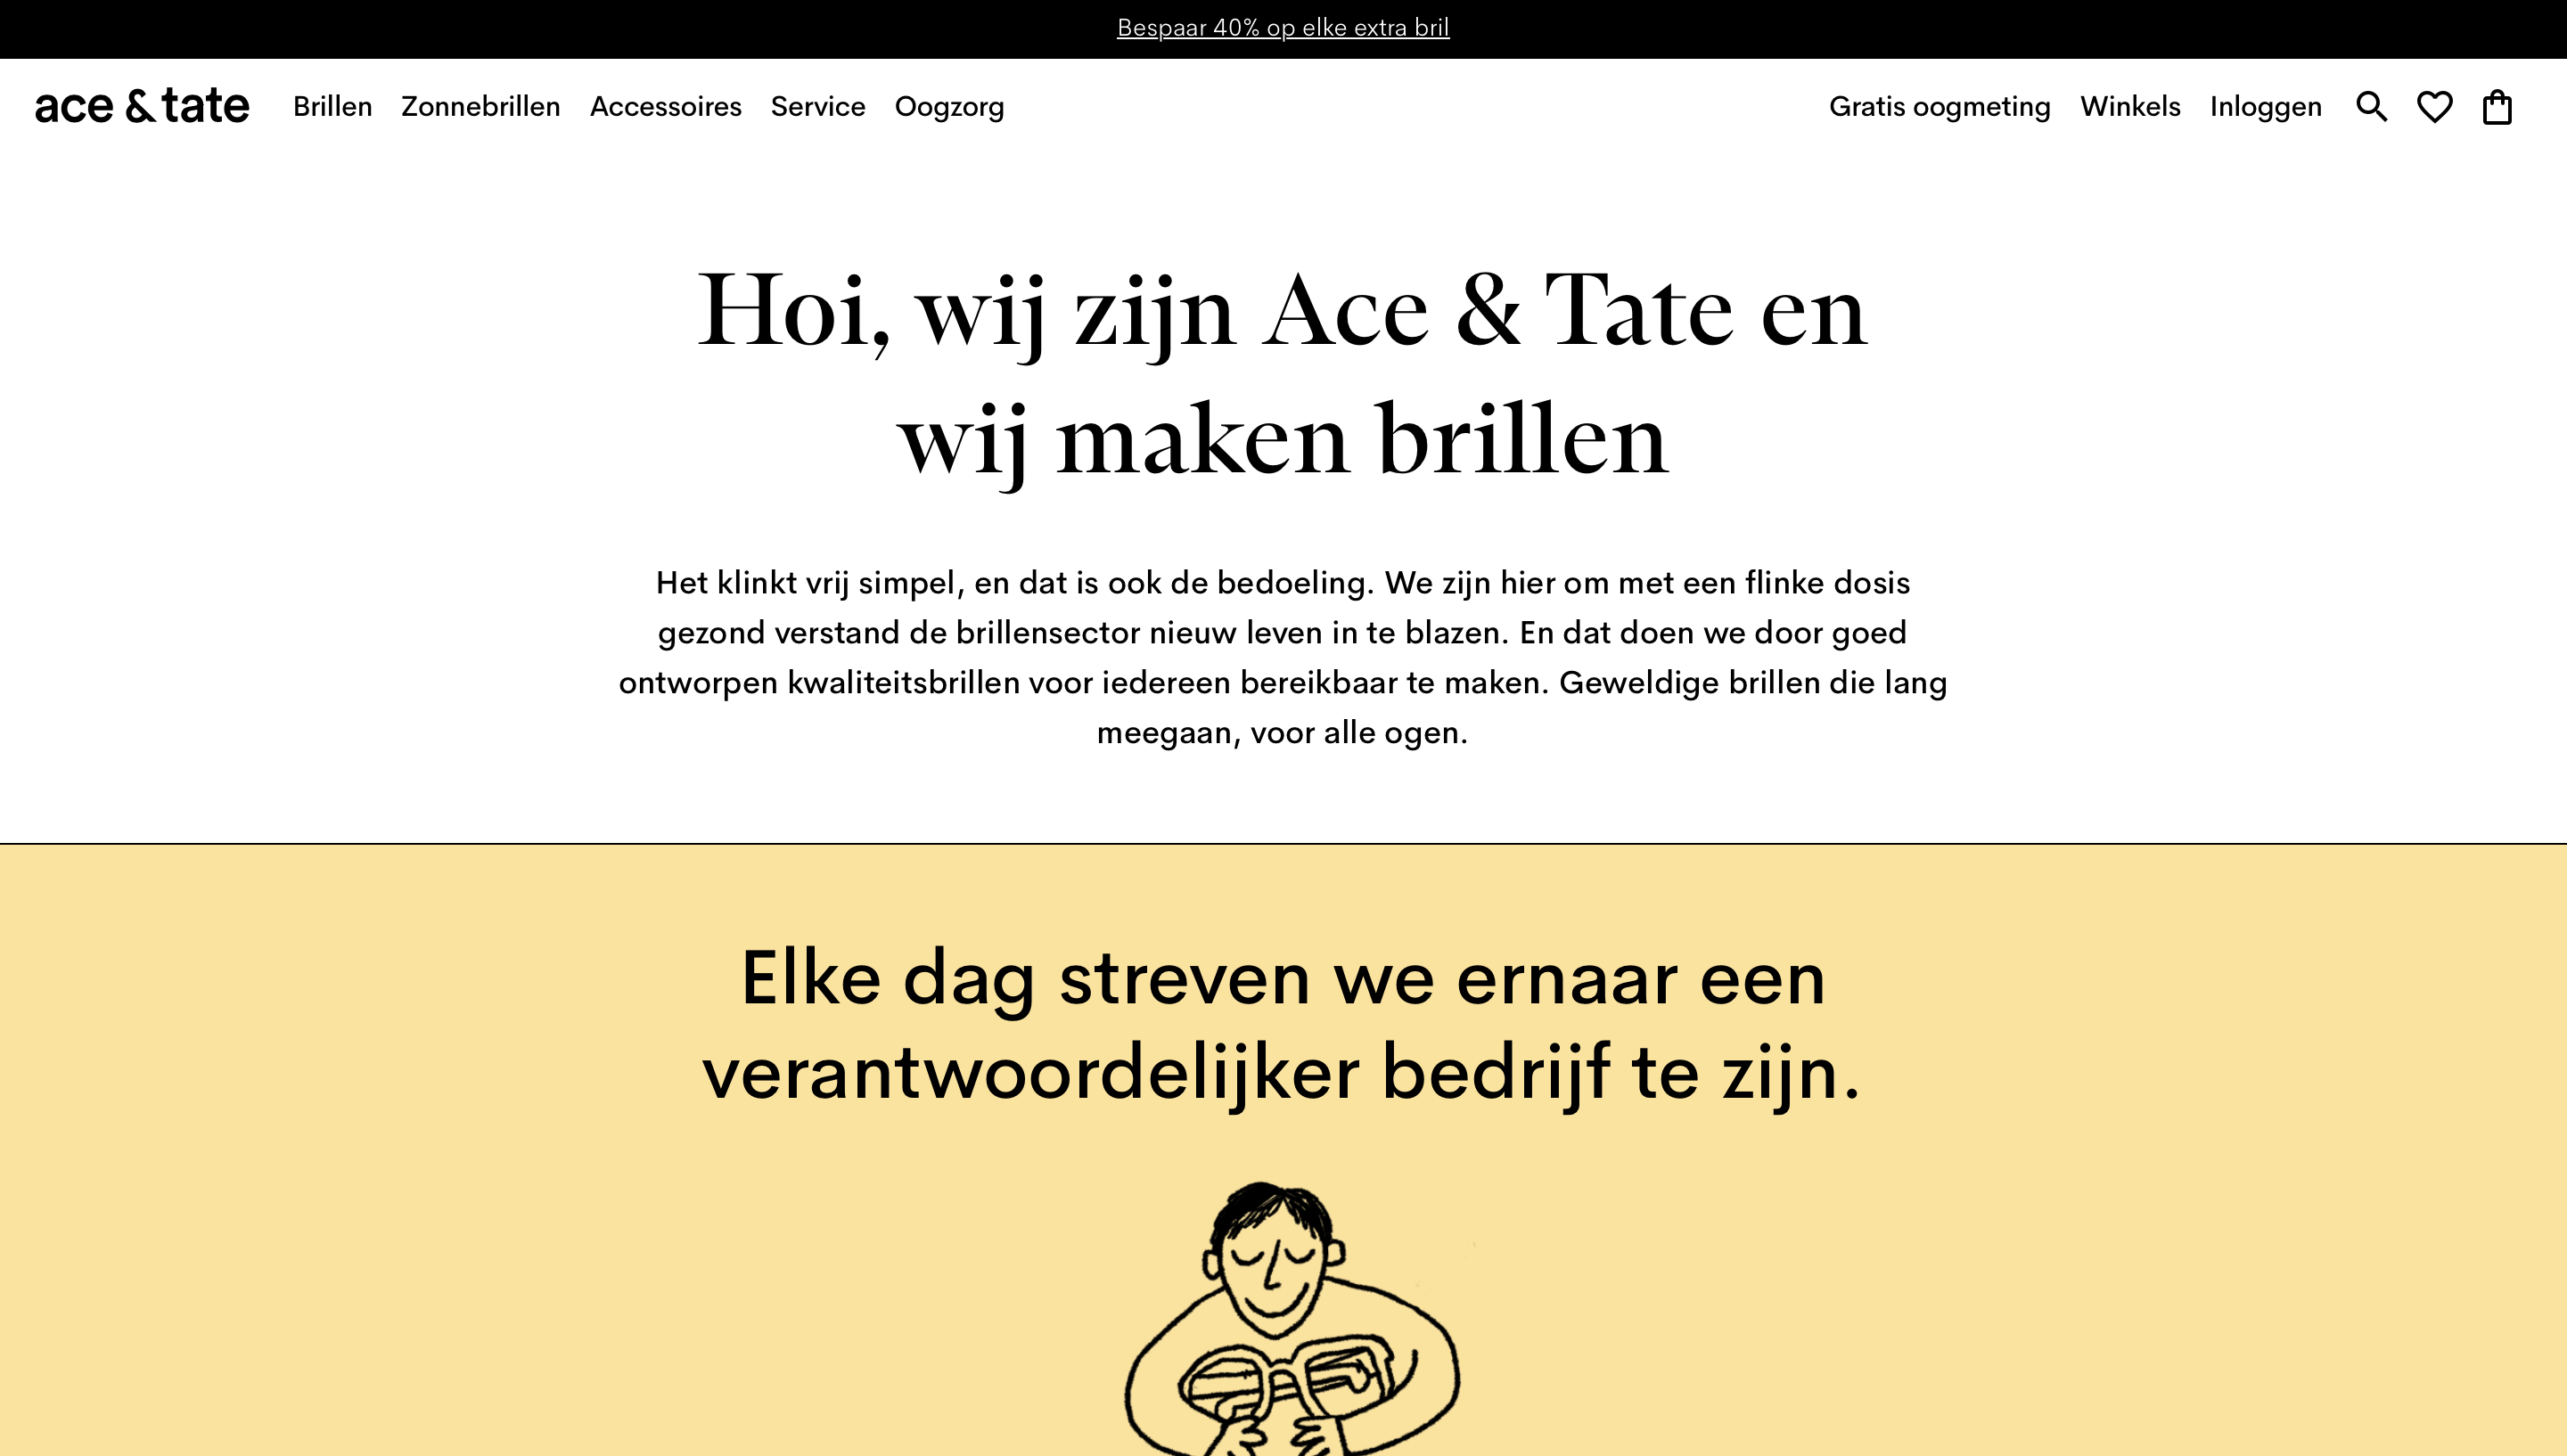 Bespaar 40% op elke extra bril
ace & tate Brillen Zonnebrillen Accessoires Service Oogzorg Gratis oogmeting Winkels Inloggen
Hoi, wij zijn Ace & Tate en
wij maken brillen
Het klinkt vrij simpel, en dat is ook de bedoeling. We zijn hier om met een flinke dosis
gezond verstand de brillensector nieuw leven in te blazen. En dat doen we door goed
ontworpen kwaliteitsbrillen voor iedereen bereikbaar te maken. Geweldige brillen die lang
meegaan, voor alle ogen.
Elke dag streven we ernaar een
verantwoordelijker bedrijf te zijn.